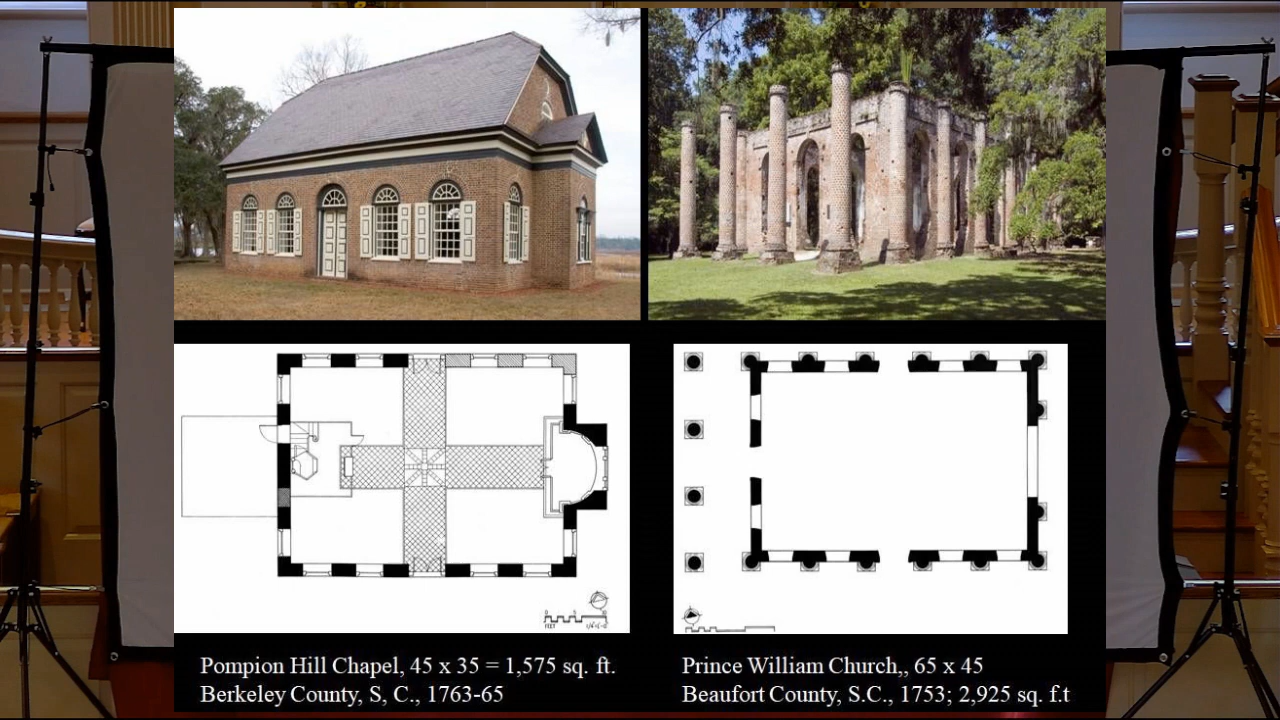 Pompion Hill Chapel, 45 x 35 = 1,575 sq. ft.
Berkeley County, S, C., 1763-65
Prince William Church,, 65 x 45
Beaufort County, S.C., 1753; 2,925 sq. f.t
FEET